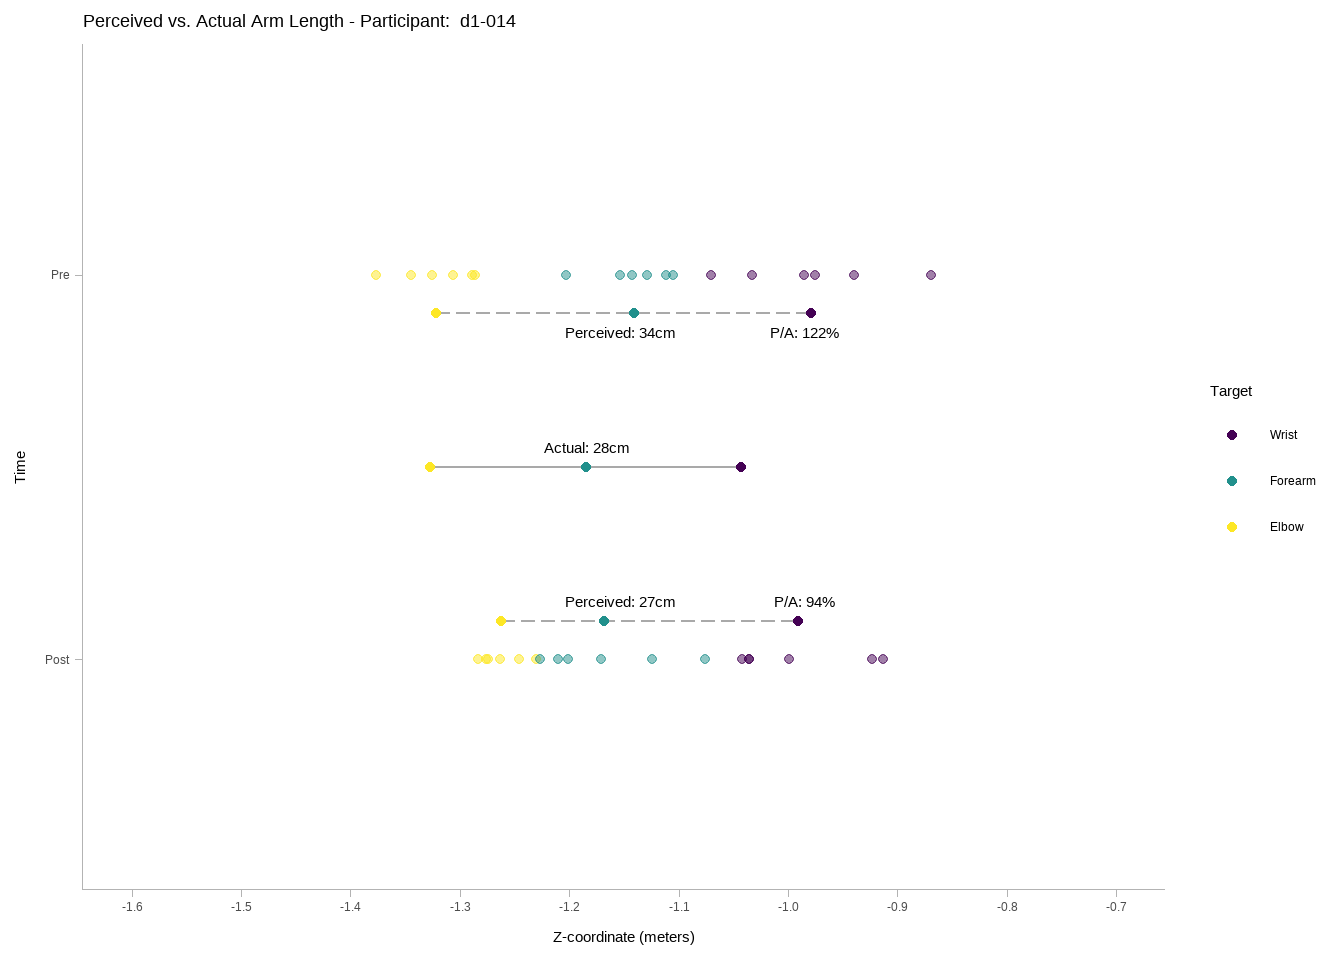 Perceived vs. Actual Arm Length - Participant:  d1-014
Pre
Perceived: 34cm
P/A: 122%
Actual: 28cm
Perceived: 27cm
P/A: 94%
Post
Time
-1.6
-1.5
-1.4
-1.3
-1.2
-1.1
-1.0
-0.9
-0.8
-0.7
Z-coordinate (meters)
Target
Wrist
Forearm
Elbow